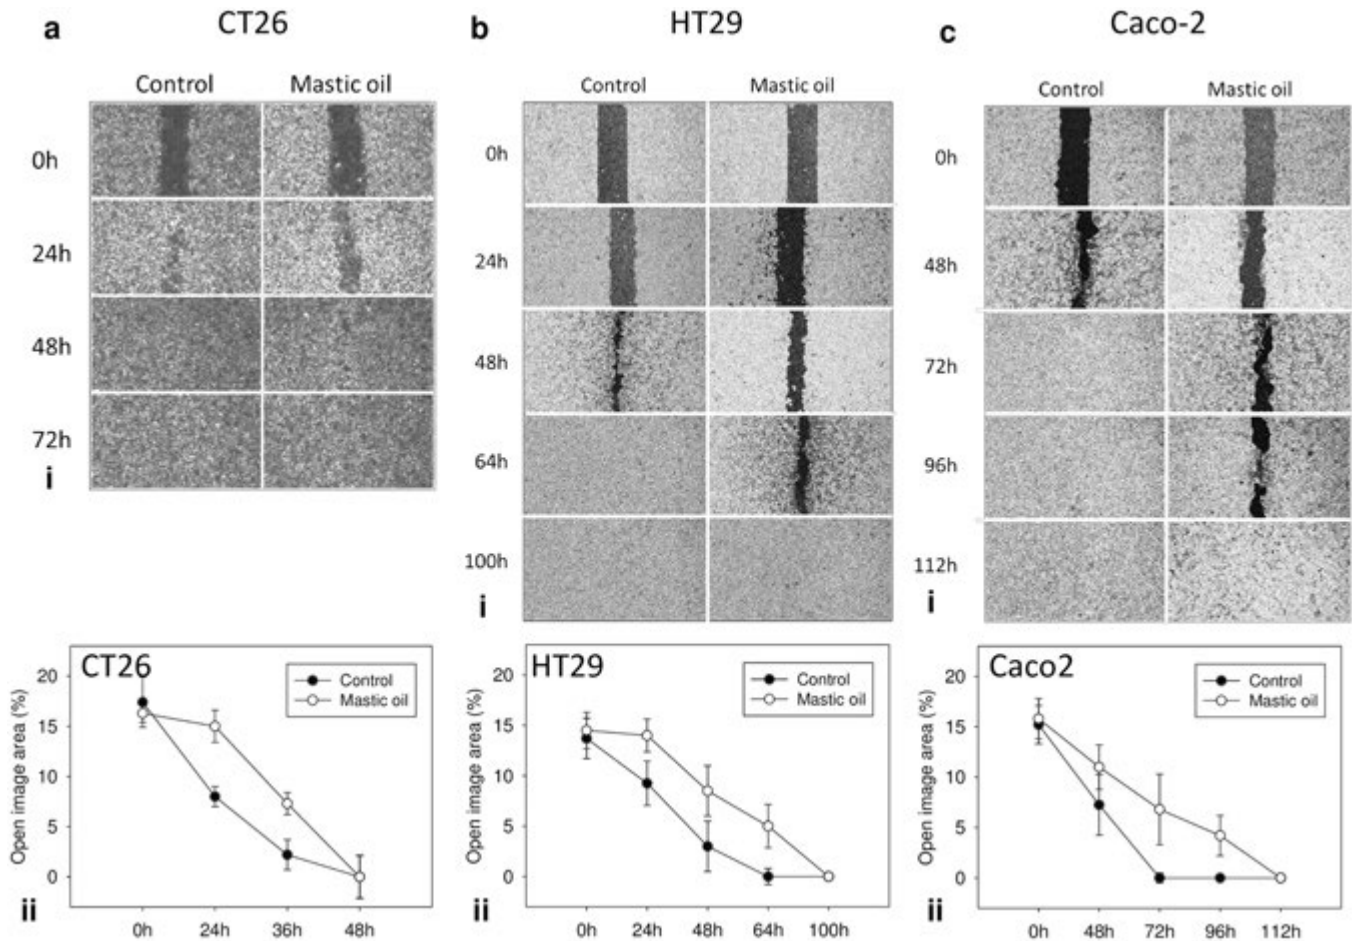 a CT26
Control Mastic oil
0h
24h
48h
72h
i
b HT29
Control Mastic oil
0h
24h
48h
64h
100h
i
c Caco-2
Control Mastic oil
0h
48h
72h
96h
112h
i
CT26
Control
Mastic oil
Open image area (%)
20
15
10
5
0
0h 24h 36h 48h
ii
HT29
Control
Mastic oil
Open image area (%)
20
15
10
5
0
0h 24h 48h 64h 100h
ii
Caco2
Control
Mastic oil
Open image area (%)
20
15
10
5
0
0h 48h 72h 96h 112h
ii